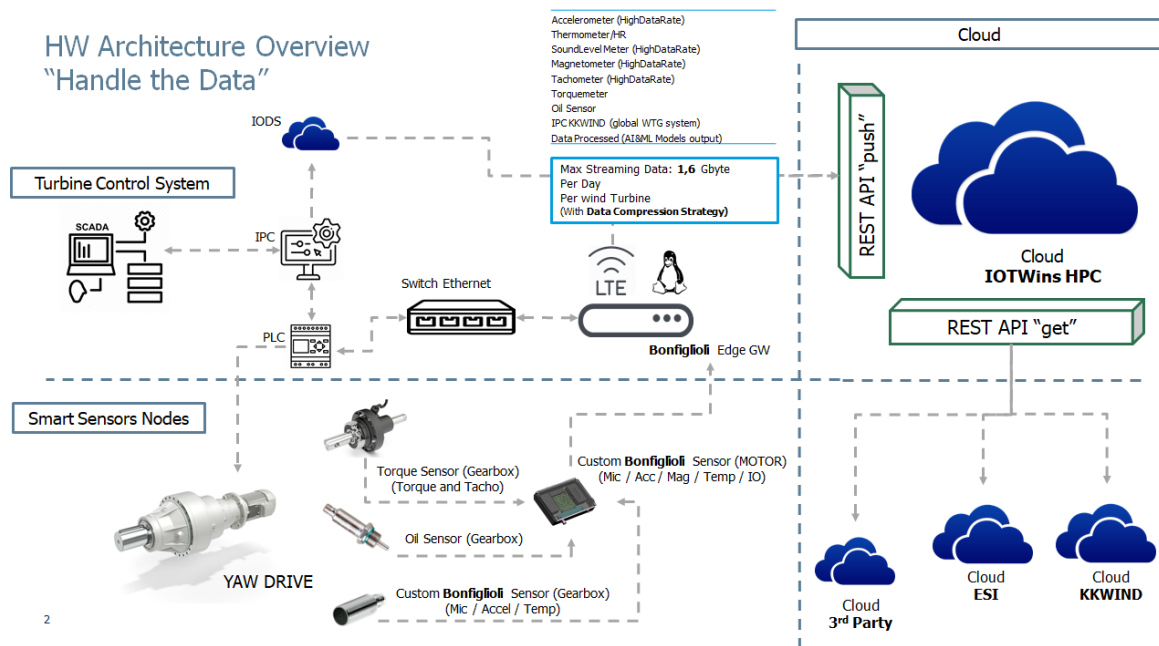 HW Architecture Overview
“Handle the Data”
Accelerometer (HighDataRate)
Thermometer/HR
SoundLevel Meter (HighDataRate)
Magnetometer (HighDataRate)
Tachometer (HighDataRate)
Torquemeter
Oil Sensor
IPC KKWIND (global WTG system)
Data Processed (AI&ML Models output)
Cloud
IODS
Turbine Control System
Max Streaming Data: 1,6 Gbyte
Per Day
Per wind Turbine
(With Data Compression Strategy)
REST API “push”
SCADA
IPC
Cloud
IOTWins HPC
Switch Ethernet
LTE
REST API “get”
PLC
Bonfiglioli Edge GW
Smart Sensors Nodes
Torque Sensor (Gearbox)
(Torque and Tacho)
Custom Bonfiglioli Sensor (MOTOR)
(Mic / Acc / Mag / Temp / IO)
Oil Sensor (Gearbox)
YAW DRIVE
Custom Bonfiglioli Sensor (Gearbox)
(Mic / Accel / Temp)
Cloud
3rd Party
Cloud
ESI
Cloud
KKWIND
2